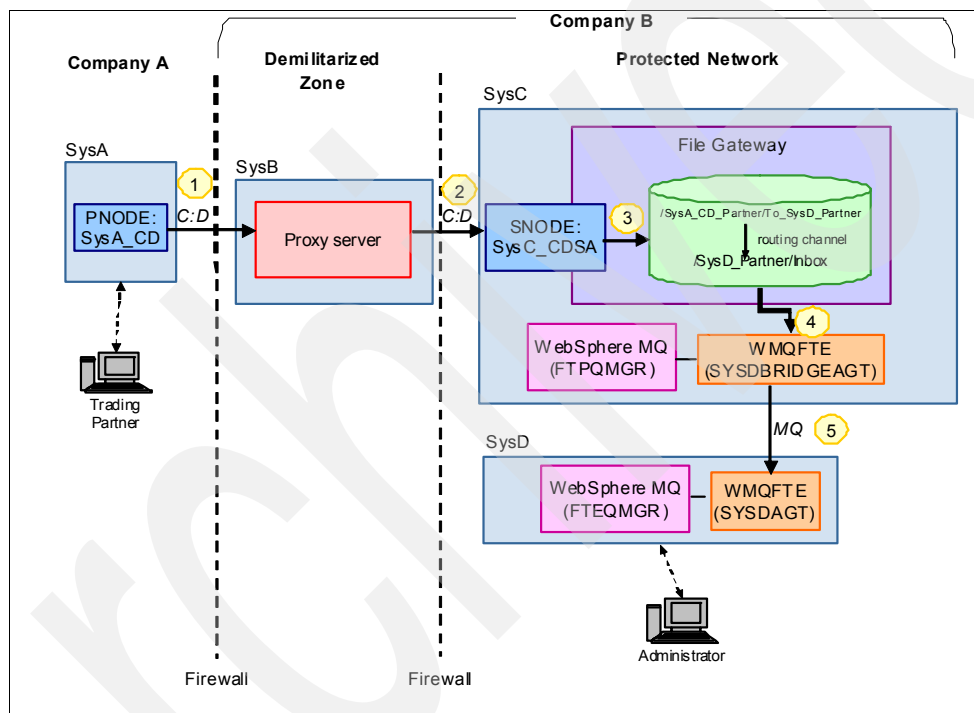 Company B
Company A
Demilitarized
Zone
Protected Network
SysC
File Gateway
SysA
1
PNODE:
SysA_CD
C:D
SysB
Proxy server
2
C:D
SNODE:
SysC_CDSA
3
/SysA_CD_Partner/To_SysD_Partner
routing channel
/SysD_Partner/Inbox
4
WebSphere MQ
(FTPQMGR)
WMQFTE
(SYSDBRIDGEAGT)
Trading
Partner
MQ
5
SysD
WebSphere MQ
(FTEQMGR)
WMQFTE
(SYSDAGT)
Administrator
Firewall
Firewall